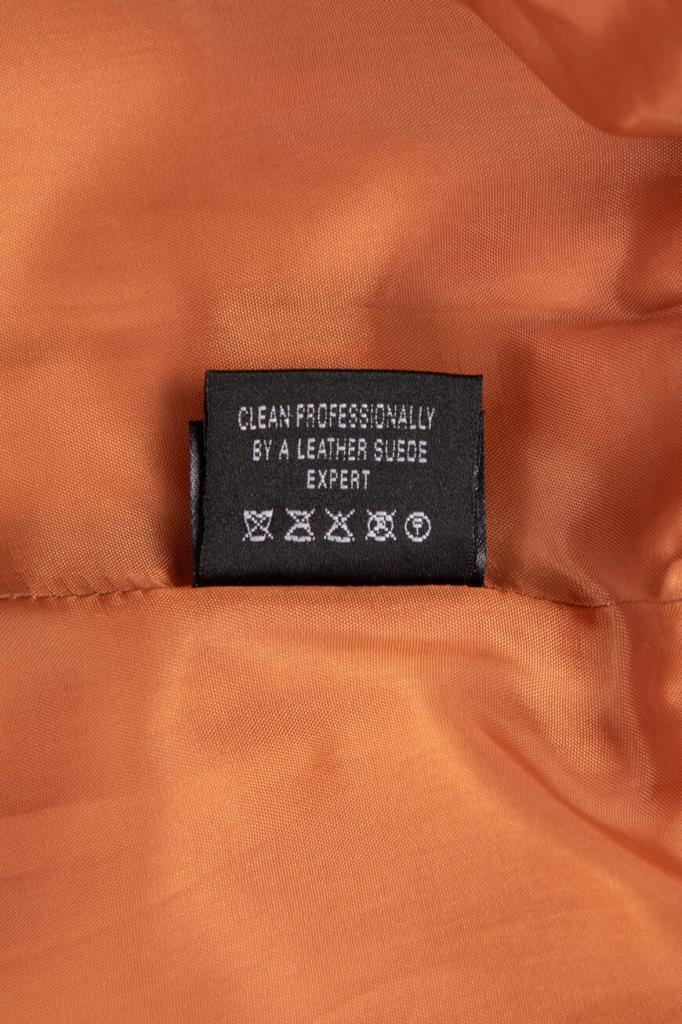 CLEAN PROFESSIONALLY
BY A LEATHER SUEDE
EXPERT